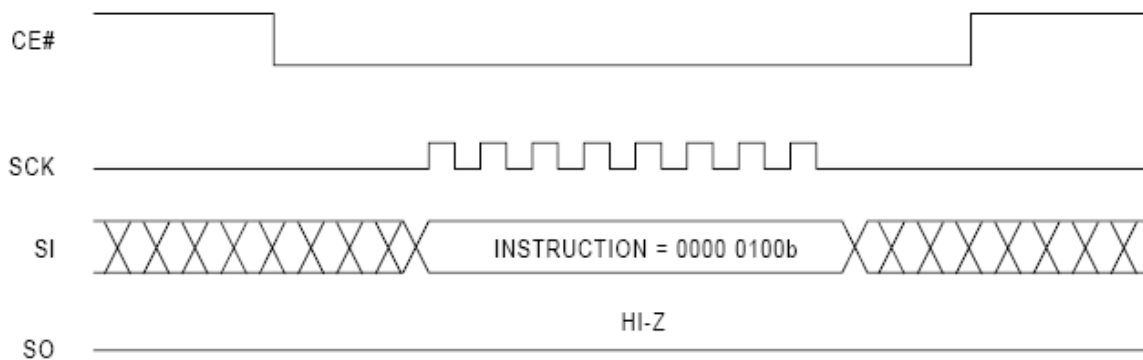 CE#
SCK
SI
INSTRUCTION = 0000 0100b
HI-Z
SO